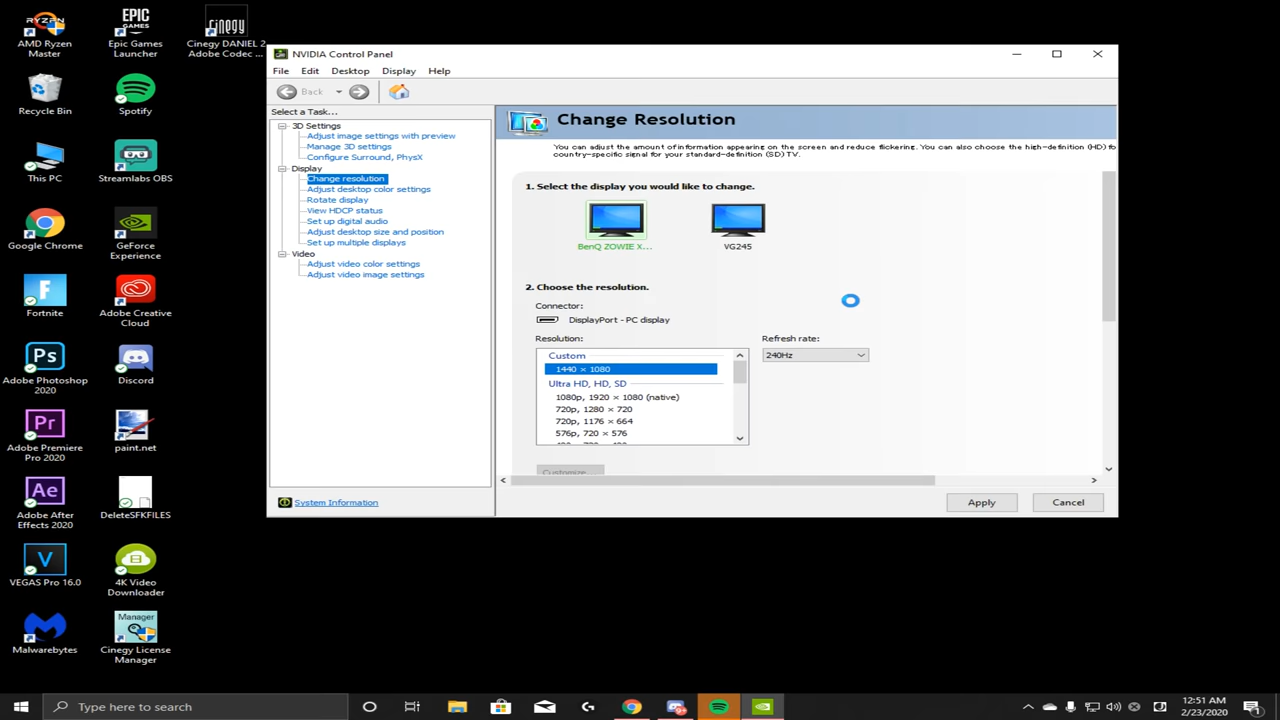 AMD Ryzen
Master
Epic Games
Launcher
Cinegy DANIEL 2
Adobe Codec ...
Recycle Bin
Spotify
This PC
Streamlabs OBS
Google Chrome
GeForce
Experience
Fortnite
Adobe Creative
Cloud
Adobe Photoshop
2020
Discord
Adobe Premiere
Pro 2020
paint.net
Adobe After
Effects 2020
DeleteSFKFILES
VEGAS Pro 16.0
4K Video
Downloader
Malwarebytes
Manager
Cinegy License
Manager
RYZEN
EPIC
GAMES
cinegy
Ps
Pr
Ae
V
NVIDIA Control Panel
File Edit Desktop Display Help
Back
Select a Task...
3D Settings
Adjust image settings with preview
Manage 3D settings
Configure Surround, PhysX
Display
Change resolution
Adjust desktop color settings
Rotate display
View HDCP status
Set up digital audio
Adjust desktop size and position
Set up multiple displays
Video
Adjust video color settings
Adjust video image settings
System Information
Change Resolution
You can adjust the amount of information appearing on the screen and reduce flickering. You can also choose the high-definition (HD) fo
country-specific signal for your standard-definition (SD) TV.
1. Select the display you would like to change.
BenQ ZOWIE X...
VG245
2. Choose the resolution.
Connector:
DisplayPort - PC display
Resolution:
Refresh rate:
Custom
240Hz
1440 × 1080
Ultra HD, HD, SD
1080p, 1920 × 1080 (native)
720p, 1280 × 720
720p, 1176 × 664
576p, 720 × 576
Customize...
Apply
Cancel
Type here to search
12:51 AM
2/23/2020